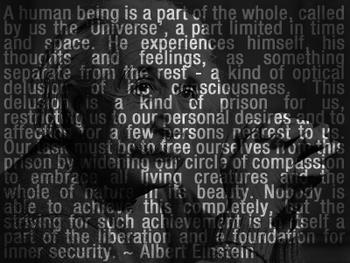 A human being is a part of the whole, called
by us the 'Universe', a part limited in time
and space. He experiences himself, his
thoughts and feelings, as something
separate from the rest - a kind of optical
delusion of consciousness. This
delusion is a kind of prison for us,
restricting us to our personal desires and to
affection for a few persons nearest to us.
Our task must be to free ourselves from this
prison by widening our circle of compassion
to embrace all living creatures and the
whole of nature in its beauty. Nobody is
able to achieve this completely, but the
striving for such achievement is in itself a
part of the liberation and a foundation for
inner security. ~ Albert Einstein